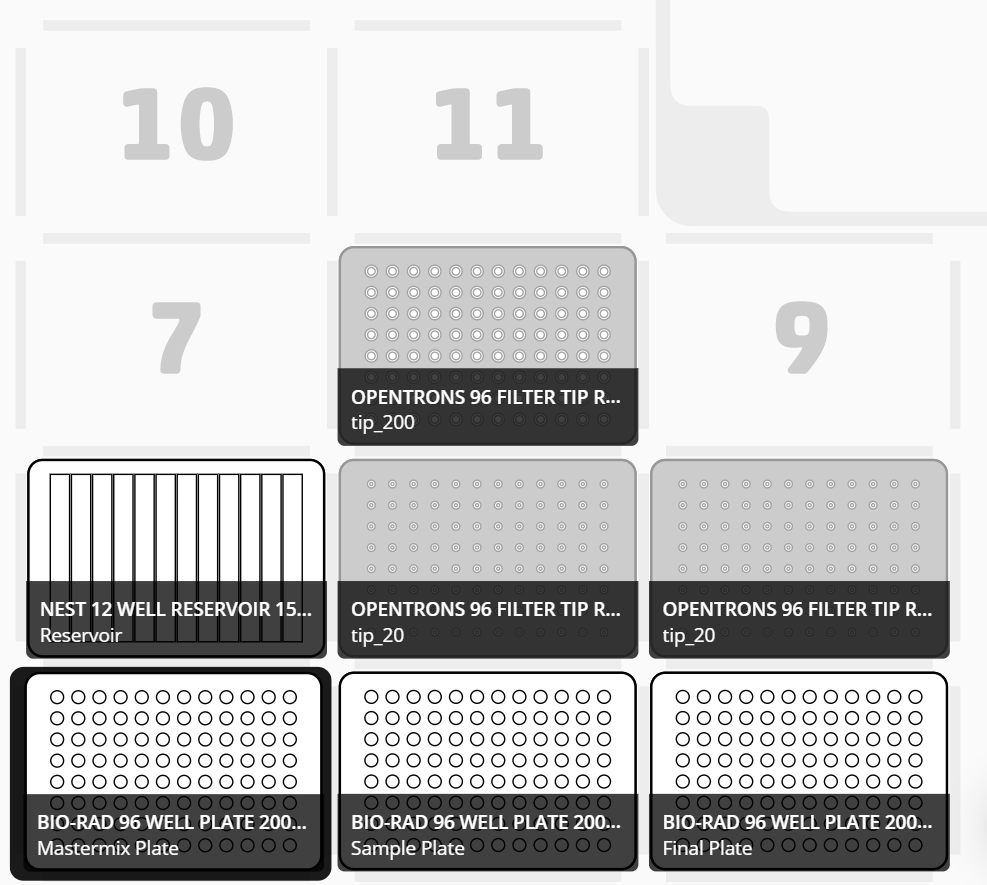 10
11
OPENTRONS 96 FILTER TIP R...
tip_200
7
9
NEST 12 WELL RESERVOIR 15...
Reservoir
OPENTRONS 96 FILTER TIP R...
tip_20
OPENTRONS 96 FILTER TIP R...
tip_20
BIO-RAD 96 WELL PLATE 200...
Mastermix Plate
BIO-RAD 96 WELL PLATE 200...
Sample Plate
BIO-RAD 96 WELL PLATE 200...
Final Plate